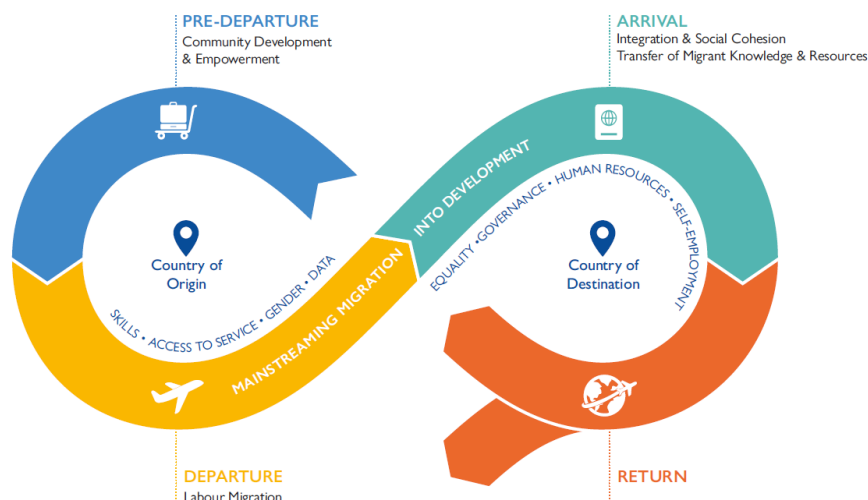 PRE-DEPARTURE
Community Development
& Empowerment
ARRIVAL
Integration & Social Cohesion
Transfer of Migrant Knowledge & Resources
Country of
Origin
SKILLS • ACCESS TO SERVICE • GENDER • DATA
MAINSTREAMING MIGRATION
INTO DEVELOPMENT
EQUALITY •GOVERNANCE • HUMAN RESOURCES • SELF-EMPLOYMENT
Country of
Destination
DEPARTURE
Labour Migration
RETURN